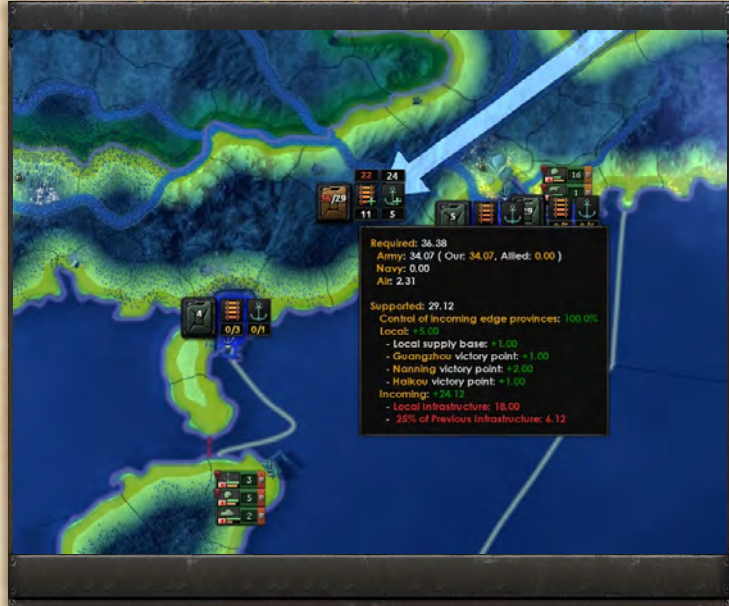 22 24
/29
11 5
16
1
5
9
4
0/3 0/1
Required: 36.38
Army: 34.07 ( Our: 34.07, Allied: 0.00 )
Navy: 0.00
Air: 2.31
Supported: 29.12
Control of incoming edge provinces: 100.0%
Local: +5.00
- Local supply base: +1.00
- Guangzhou victory point: +1.00
- Nanning victory point: +2.00
- Haikou victory point: +1.00
Incoming: +24.12
- Local Infrastructure: 18.00
- 25% of Previous Infrastructure: 6.12
3
5
2